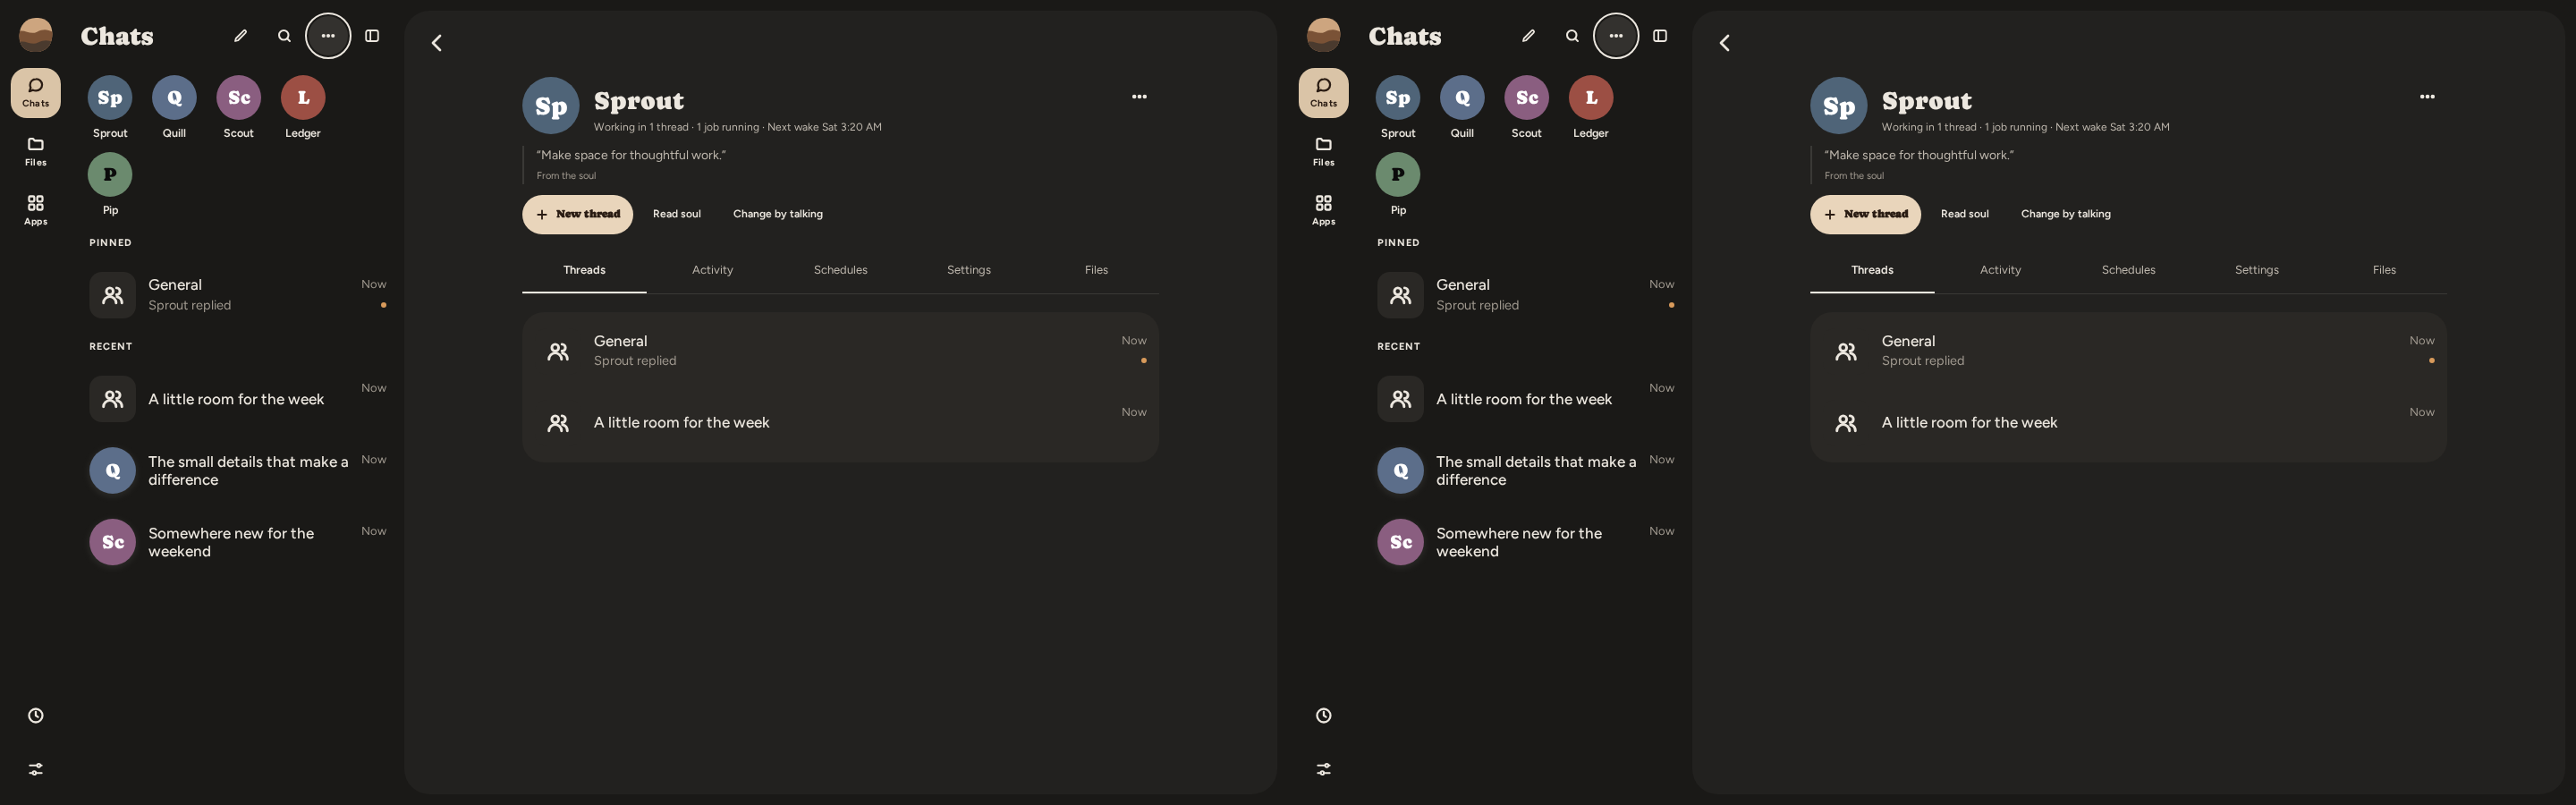 Chats
Chats
Files
Apps
Sp
Q
Sc
L
Sprout
Quill
Scout
Ledger
P
Pip
PINNED
General
Now
Sprout replied
RECENT
A little room for the week
Now
Q
The small details that make a
difference
Now
Sc
Somewhere new for the
weekend
Now
Sp
Sprout
Working in 1 thread · 1 job running · Next wake Sat 3:20 AM
“Make space for thoughtful work.”
From the soul
New thread
Read soul
Change by talking
Threads
Activity
Schedules
Settings
Files
General
Now
Sprout replied
A little room for the week
Now
Chats
Chats
Files
Apps
Sp
Q
Sc
L
Sprout
Quill
Scout
Ledger
P
Pip
PINNED
General
Now
Sprout replied
RECENT
A little room for the week
Now
Q
The small details that make a
difference
Now
Sc
Somewhere new for the
weekend
Now
Sp
Sprout
Working in 1 thread · 1 job running · Next wake Sat 3:20 AM
“Make space for thoughtful work.”
From the soul
New thread
Read soul
Change by talking
Threads
Activity
Schedules
Settings
Files
General
Now
Sprout replied
A little room for the week
Now